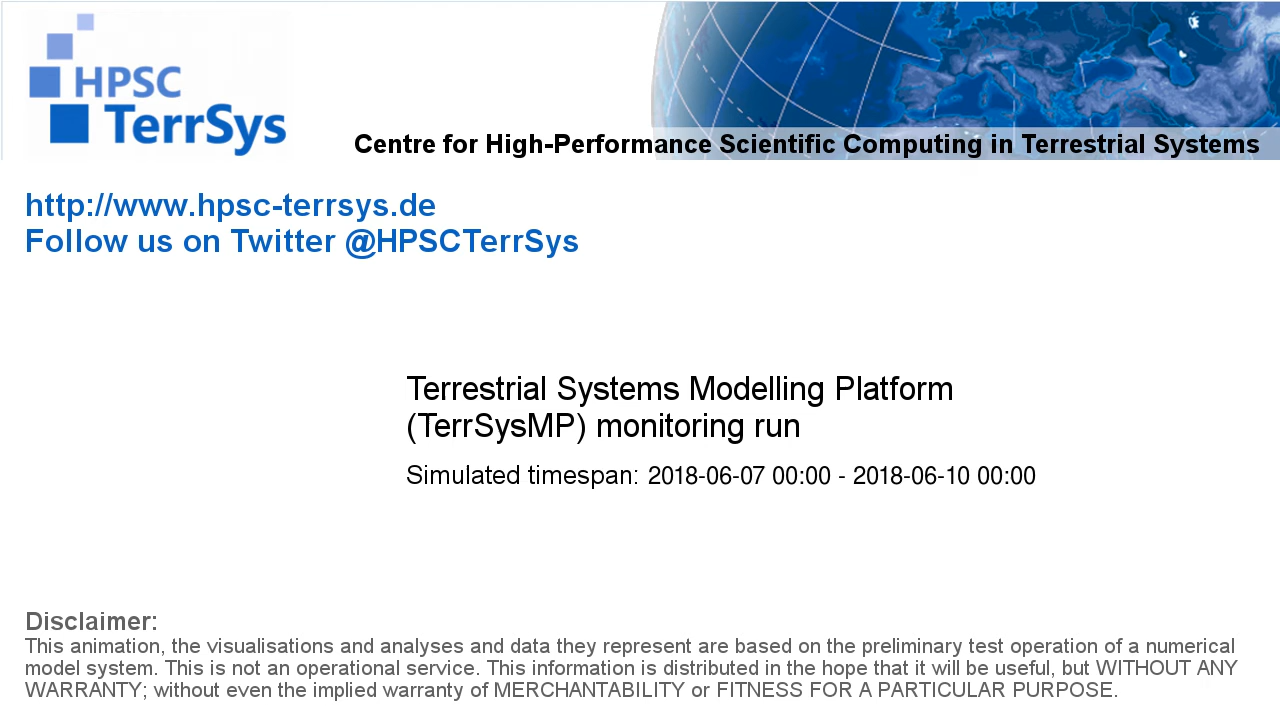 HPSC
TerrSys
Centre for High-Performance Scientific Computing in Terrestrial Systems
http://www.hpsc-terrsys.de
Follow us on Twitter @HPSCTerrSys
Terrestrial Systems Modelling Platform
(TerrSysMP) monitoring run
Simulated timespan: 2018-06-07 00:00 - 2018-06-10 00:00
Disclaimer:
This animation, the visualisations and analyses and data they represent are based on the preliminary test operation of a numerical
model system. This is not an operational service. This information is distributed in the hope that it will be useful, but WITHOUT ANY
WARRANTY; without even the implied warranty of MERCHANTABILITY or FITNESS FOR A PARTICULAR PURPOSE.